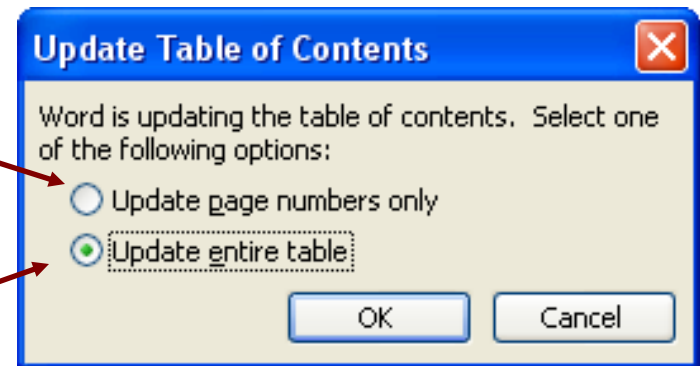 Update Table of Contents
Word is updating the table of contents.  Select one
of the following options:
Update page numbers only
Update entire table
OK
Cancel